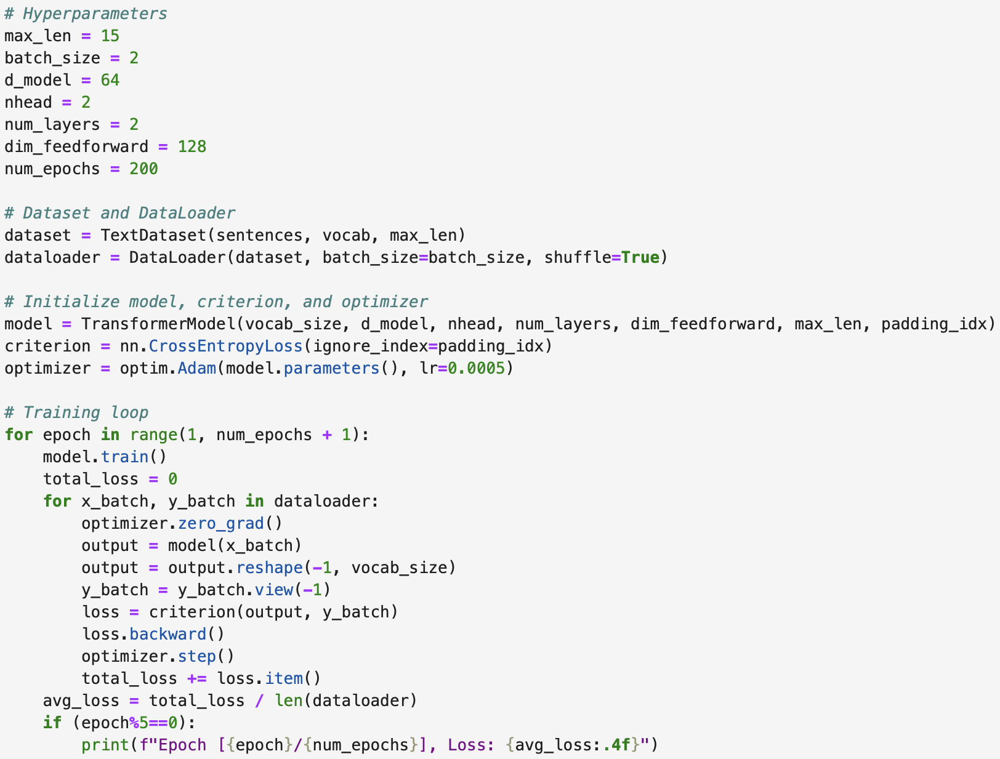 # Hyperparameters
max_len = 15
batch_size = 2
d_model = 64
nhead = 2
num_layers = 2
dim_feedforward = 128
num_epochs = 200

# Dataset and DataLoader
dataset = TextDataset(sentences, vocab, max_len)
dataloader = DataLoader(dataset, batch_size=batch_size, shuffle=True)

# Initialize model, criterion, and optimizer
model = TransformerModel(vocab_size, d_model, nhead, num_layers, dim_feedforward, max_len, padding_idx)
criterion = nn.CrossEntropyLoss(ignore_index=padding_idx)
optimizer = optim.Adam(model.parameters(), lr=0.0005)

# Training loop
for epoch in range(1, num_epochs + 1):
    model.train()
    total_loss = 0
    for x_batch, y_batch in dataloader:
        optimizer.zero_grad()
        output = model(x_batch)
        output = output.reshape(-1, vocab_size)
        y_batch = y_batch.view(-1)
        loss = criterion(output, y_batch)
        loss.backward()
        optimizer.step()
        total_loss += loss.item()
    avg_loss = total_loss / len(dataloader)
    if (epoch%5==0):
        print(f"Epoch [{epoch}/{num_epochs}], Loss: {avg_loss:.4f}")